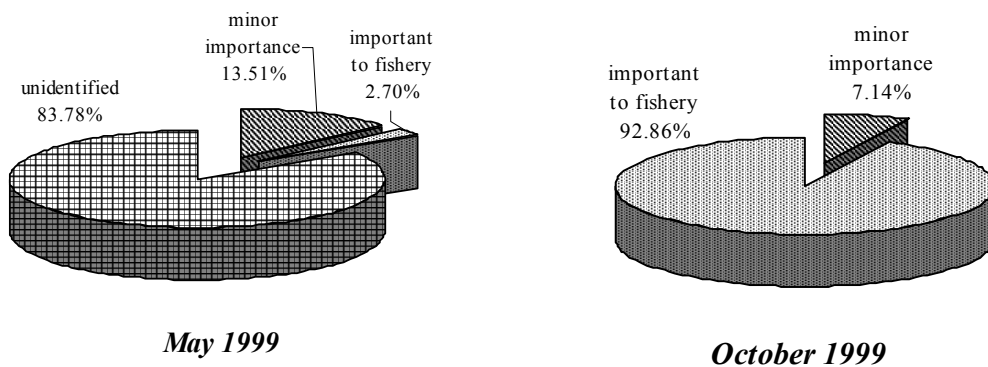 unidentified
83.78%
minor
importance
13.51%
important
to fishery
2.70%
May 1999
important
to fishery
92.86%
minor
importance
7.14%
October 1999